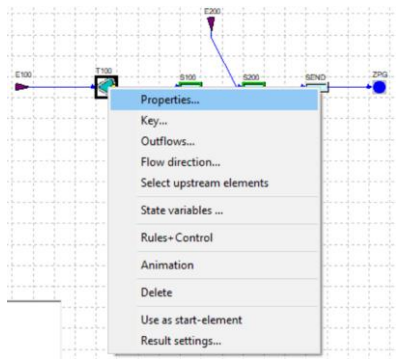 E200
E100
T100
S100
S200
SEND
ZPG
Properties...
Key...
Outflows...
Flow direction...
Select upstream elements
State variables ...
Rules+Control
Animation
Delete
Use as start-element
Result settings...